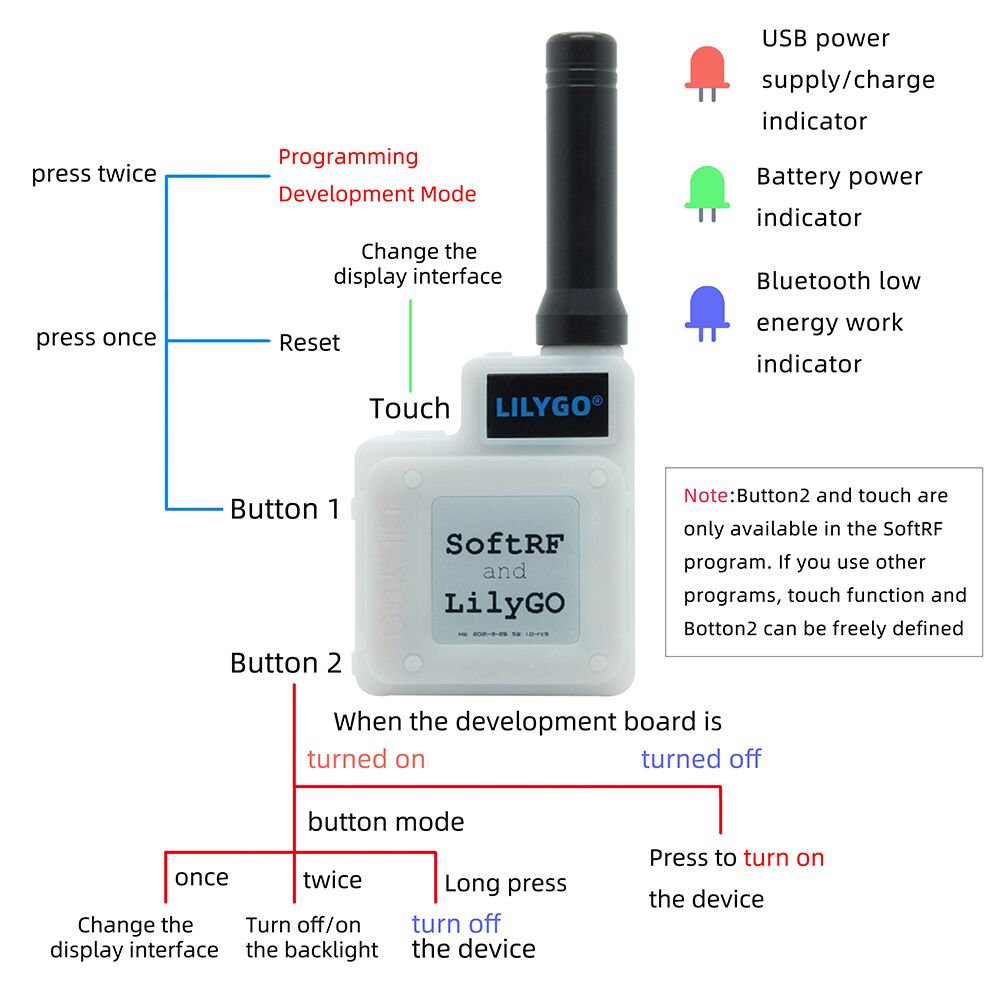 USB power
supply/charge
indicator
Battery power
indicator
Bluetooth low
energy work
indicator
press twice
Programming
Development Mode
Change the
display interface
press once
Reset
Touch
LILYGO®
Button 1
LILYGO
SoftRF
and
LilyGO
HW: 2021-3-26 SW: 1.0-rc9
Note:Button2 and touch are
only available in the SoftRF
program. If you use other
programs, touch function and
Botton2 can be freely defined
Button 2
When the development board is
turned on
turned off
button mode
once
twice
Long press
Change the
display interface
Turn off/on
the backlight
turn off
the device
Press to turn on
the device